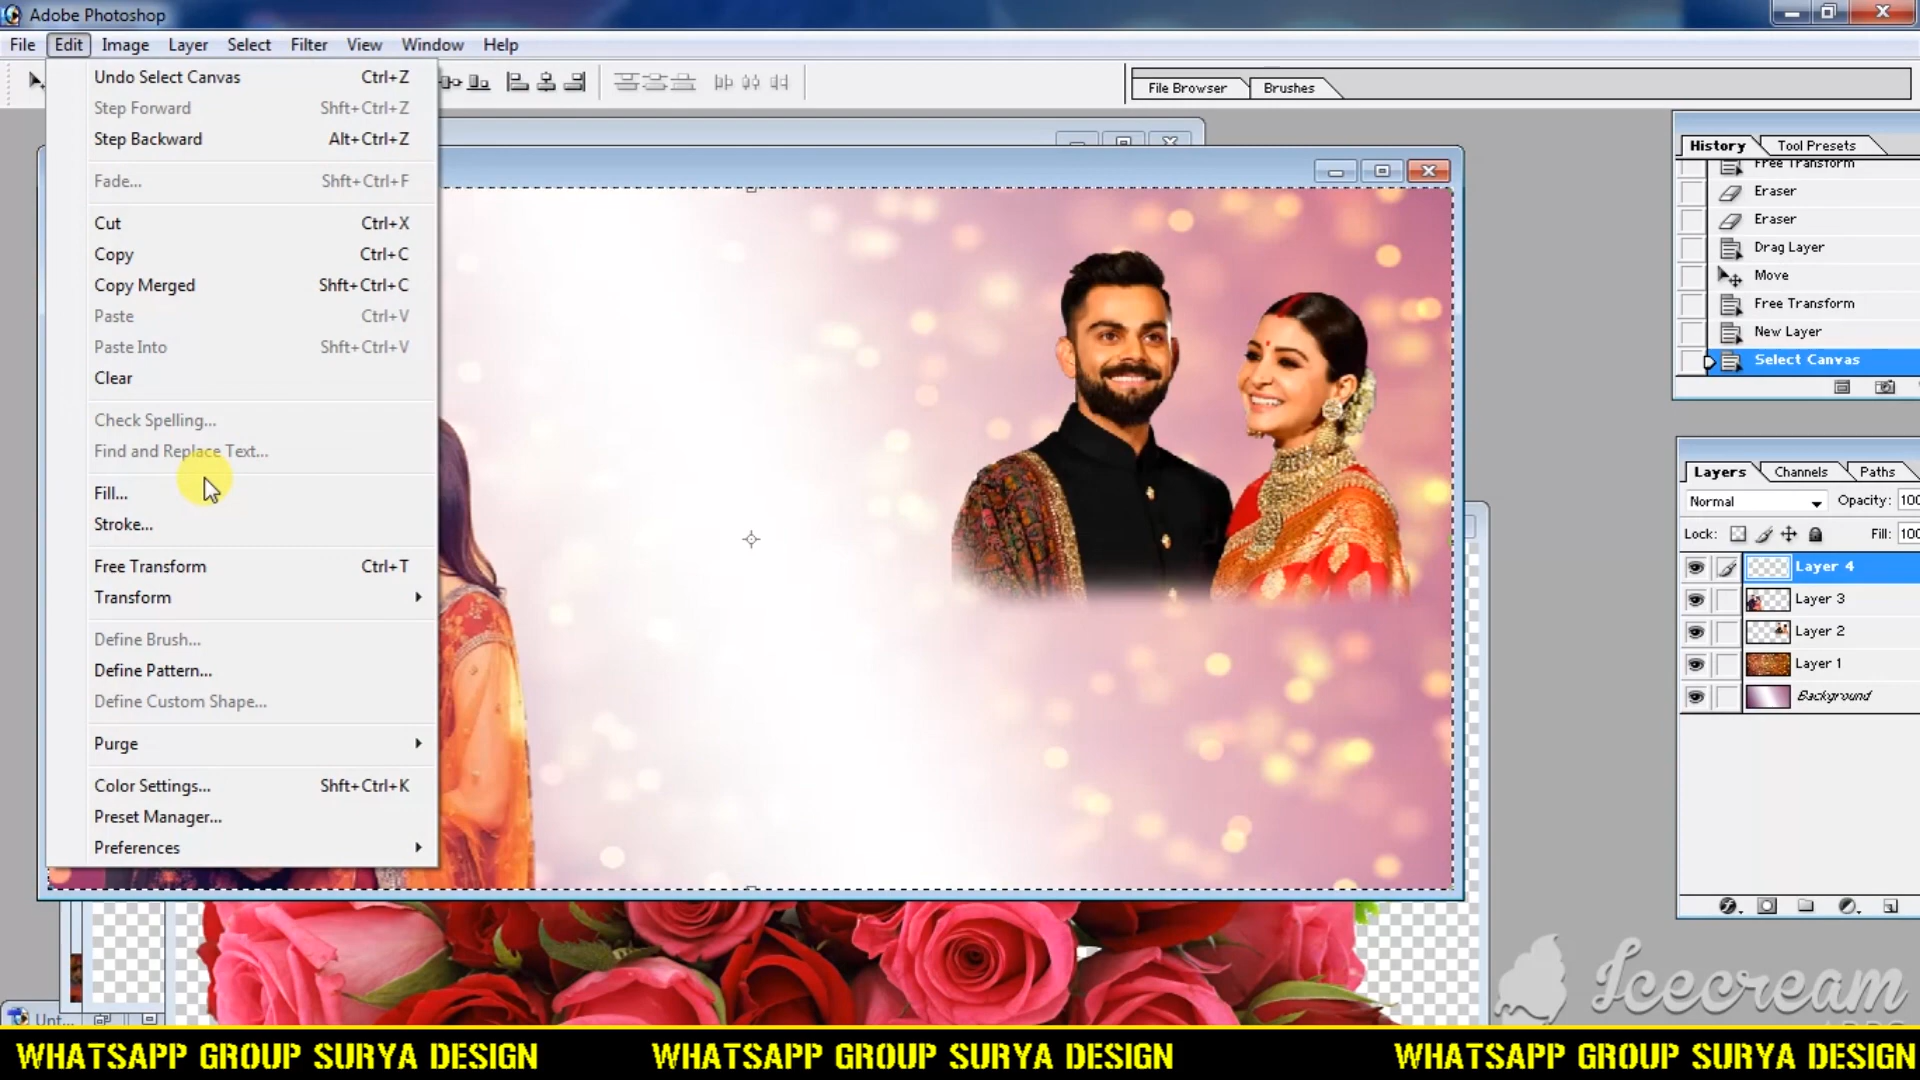 Adobe Photoshop
File Edit Image Layer Select Filter View Window Help
File Browser Brushes
Undo Select Canvas Ctrl+Z
Step Forward Shft+Ctrl+Z
Step Backward Alt+Ctrl+Z
Fade... Shft+Ctrl+F
Cut Ctrl+X
Copy Ctrl+C
Copy Merged Shft+Ctrl+C
Paste Ctrl+V
Paste Into Shft+Ctrl+V
Clear
Check Spelling...
Find and Replace Text...
Fill...
Stroke...
Free Transform Ctrl+T
Transform
Define Brush...
Define Pattern...
Define Custom Shape...
Purge
Color Settings... Shft+Ctrl+K
Preset Manager...
Preferences
History Tool Presets
Free Transform
Eraser
Eraser
Drag Layer
Move
Free Transform
New Layer
Select Canvas
Layers Channels Paths
Normal Opacity: 100
Lock: Fill: 100
Layer 4
Layer 3
Layer 2
Layer 1
Background
Unt...
Icecream
WHATSAPP GROUP SURYA DESIGN WHATSAPP GROUP SURYA DESIGN WHATSAPP GROUP SURYA DESIGN